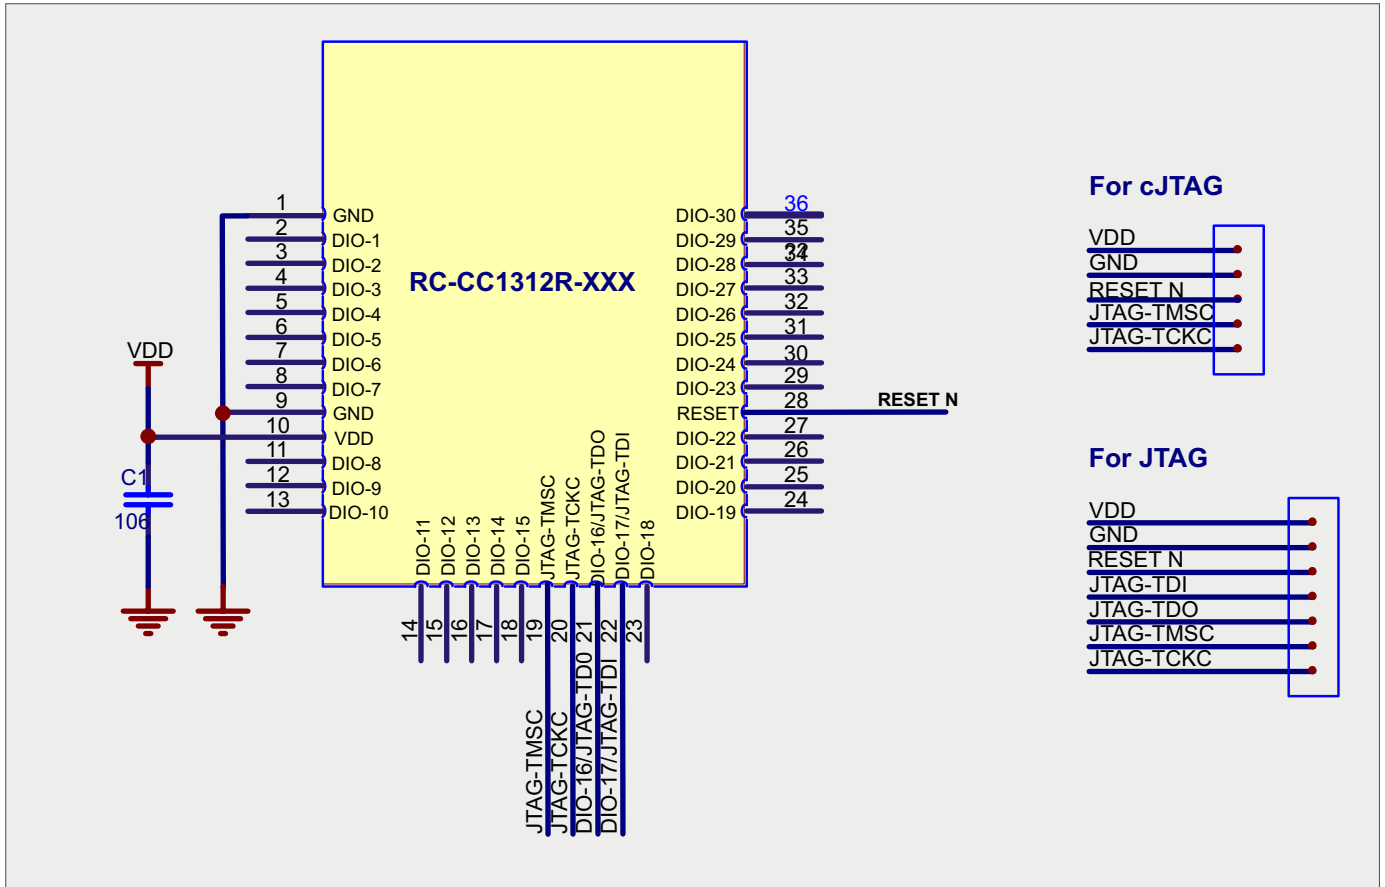 RC-CC1312R-XXX
1 GND
2 DIO-1
3 DIO-2
4 DIO-3
5 DIO-4
6 DIO-5
7 DIO-6
8 DIO-7
9 GND
10 VDD
11 DIO-8
12 DIO-9
13 DIO-10
VDD
C1
106
DIO-11
DIO-12
DIO-13
DIO-14
DIO-15
JTAG-TMSC
JTAG-TCKC
DIO-16/JTAG-TDO
DIO-17/JTAG-TDI
DIO-18
14
15
16
17
18
19
20
21
22
23
JTAG-TMSC
JTAG-TCKC
DIO-16/JTAG-TD0
DIO-17/JTAG-TDI
DIO-30 36
DIO-29 35
DIO-28 34
DIO-27 33
DIO-26 32
DIO-25 31
DIO-24 30
DIO-23 29
RESET 28 RESET N
DIO-22 27
DIO-21 26
DIO-20 25
DIO-19 24
For cJTAG
VDD
GND
RESET N
JTAG-TMSC
JTAG-TCKC
For JTAG
VDD
GND
RESET N
JTAG-TDI
JTAG-TDO
JTAG-TMSC
JTAG-TCKC